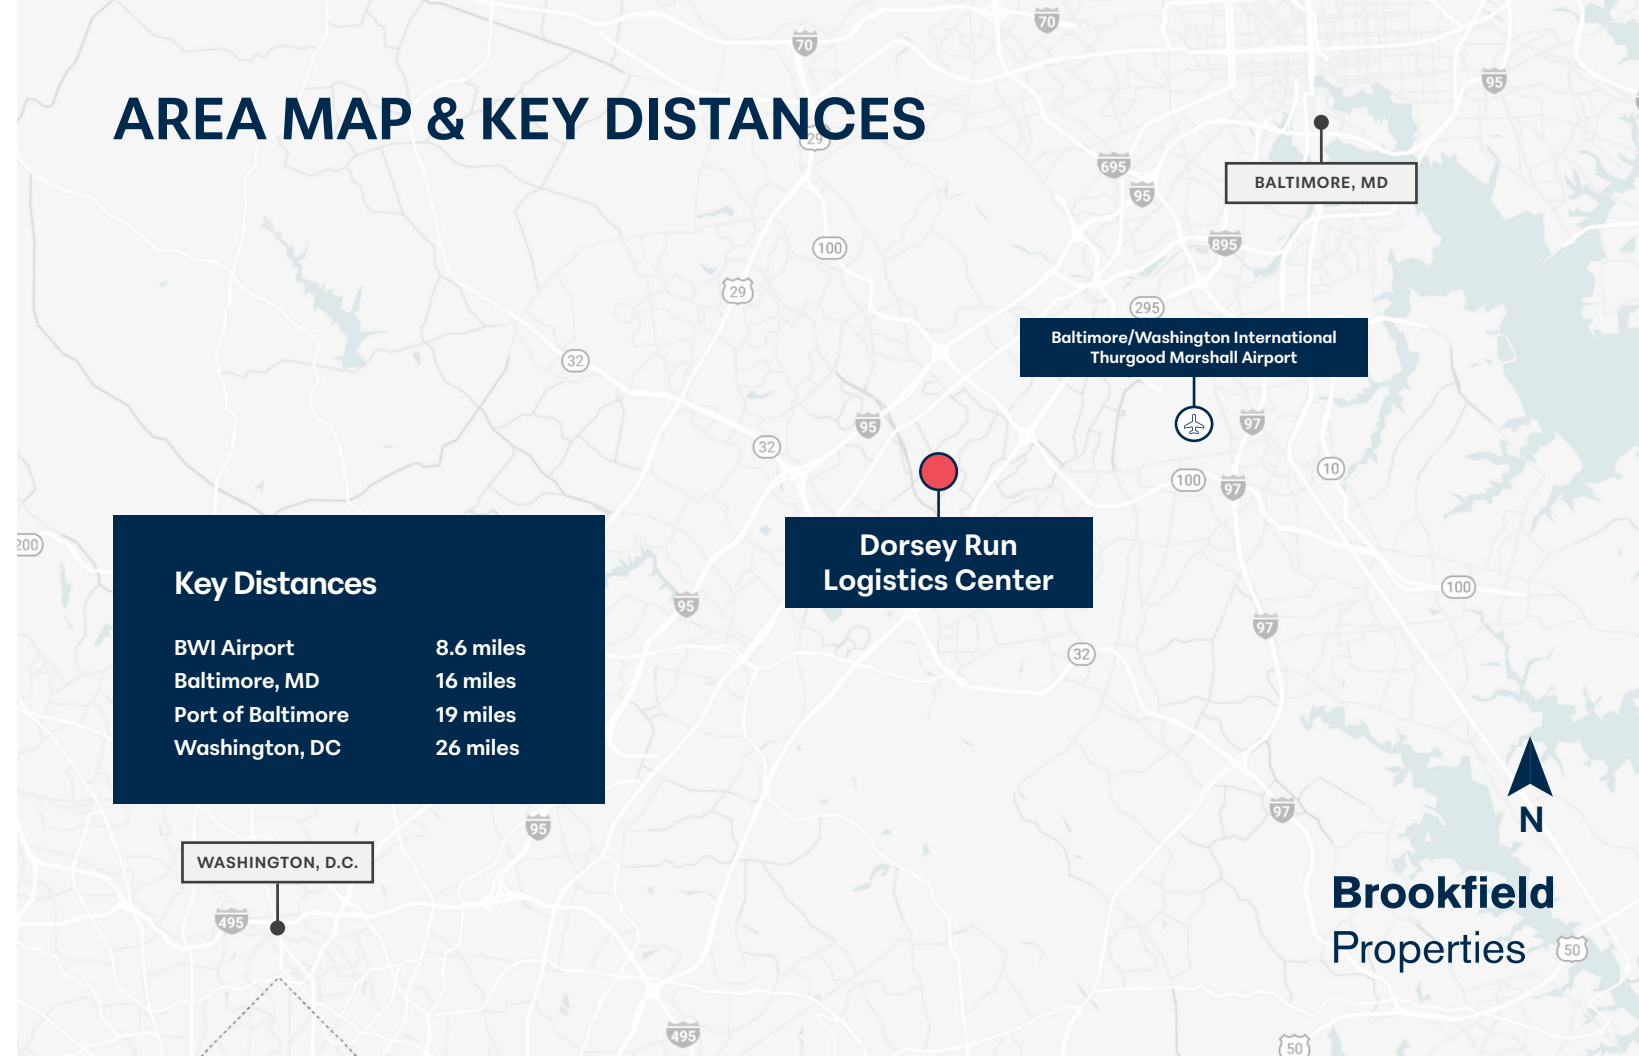 70
70
95
AREA MAP & KEY DISTANCES
29
695
95
BALTIMORE, MD
895
100
29
295
Baltimore/Washington International
Thurgood Marshall Airport
32
95
97
32
10
100
97
200
Dorsey Run
Logistics Center
Key Distances
95
100
97
BWI Airport 8.6 miles
32
Baltimore, MD 16 miles
Port of Baltimore 19 miles
Washington, DC 26 miles
97
N
95
WASHINGTON, D.C.
Brookfield
Properties
495
50
495
50